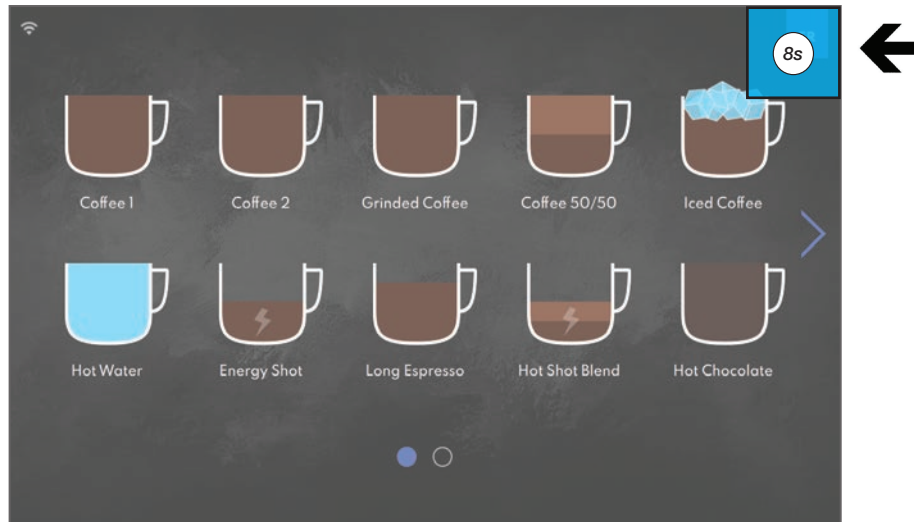 8s
Coffee 1
Coffee 2
Grinded Coffee
Coffee 50/50
Iced Coffee
Hot Water
Energy Shot
Long Espresso
Hot Shot Blend
Hot Chocolate